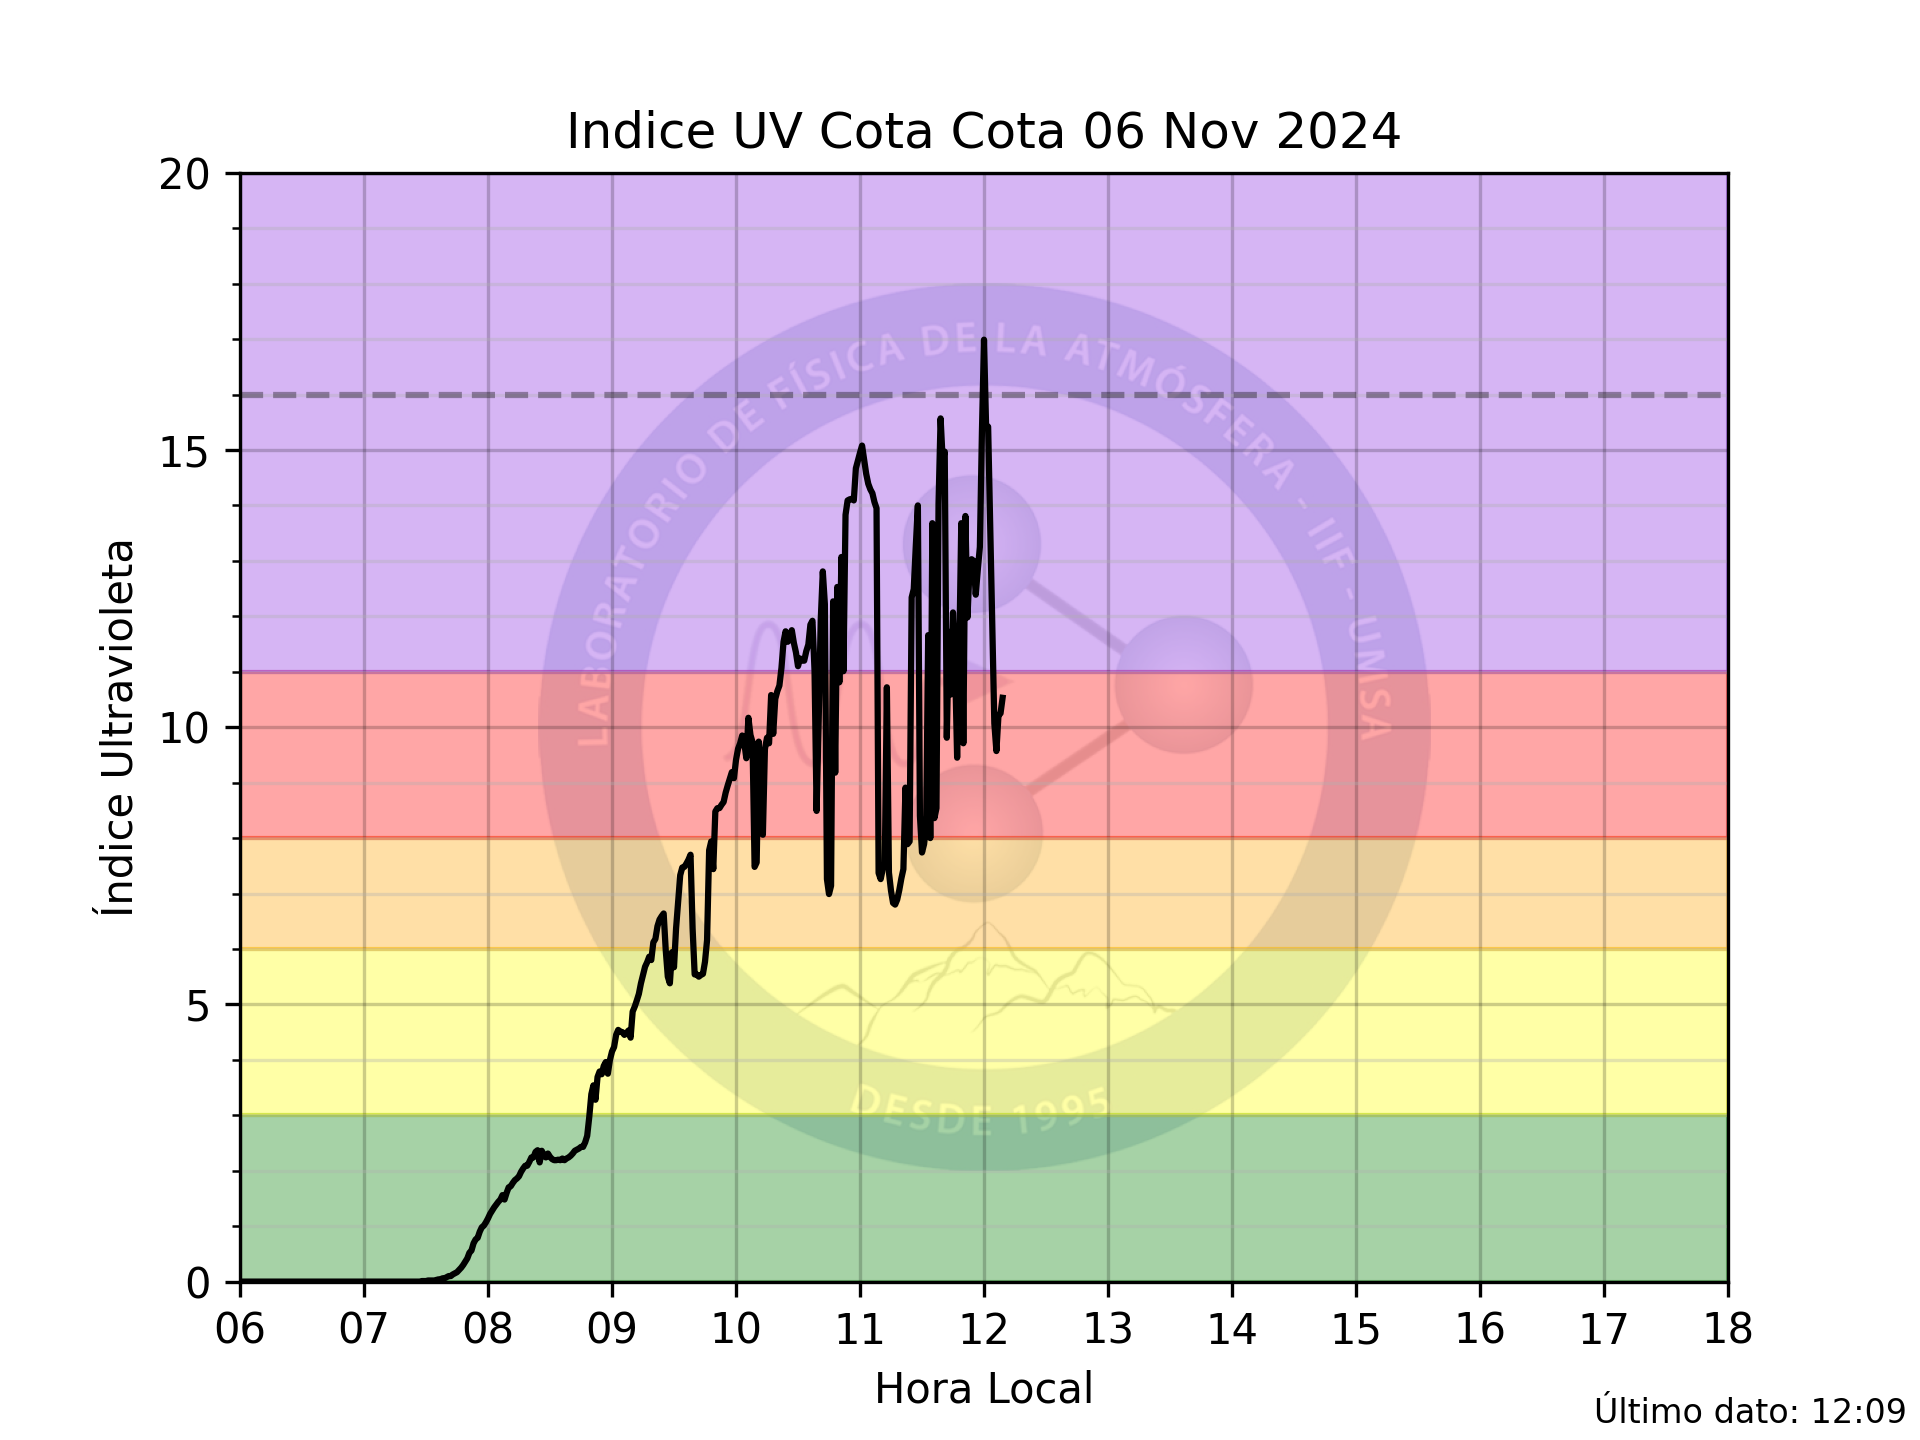 Indice UV Cota Cota 06 Nov 2024
20
15
10
5
0
Índice Ultravioleta
LABORATORIO DE FÍSICA DE LA ATMÓSFERA - IIF - UMSA
DESDE 1995
06 07 08 09 10 11 12 13 14 15 16 17 18
Hora Local
Último dato: 12:09